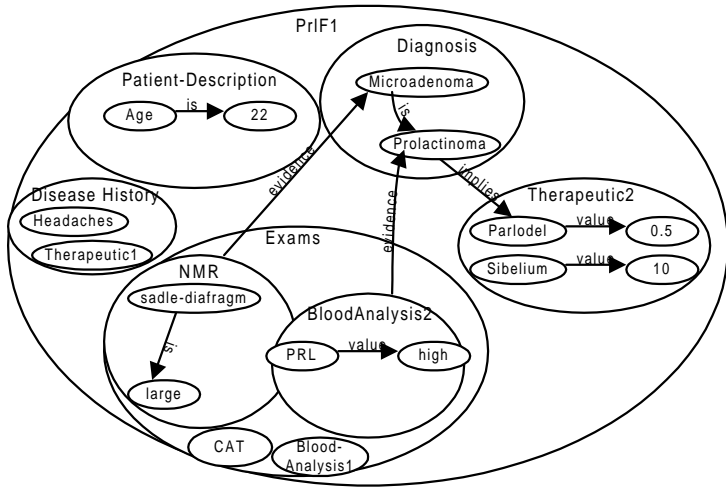 PrIF1
Diagnosis
Patient-Description
Microadenoma
Age
is
22
is
Prolactinoma
evidence
implies
Disease History
Headaches
Therapeutic1
Therapeutic2
Parlodel
value
0.5
Sibelium
value
10
Exams
evidence
NMR
sadle-diafragm
is
large
BloodAnalysis2
PRL
value
high
CAT
Blood-
Analysis1